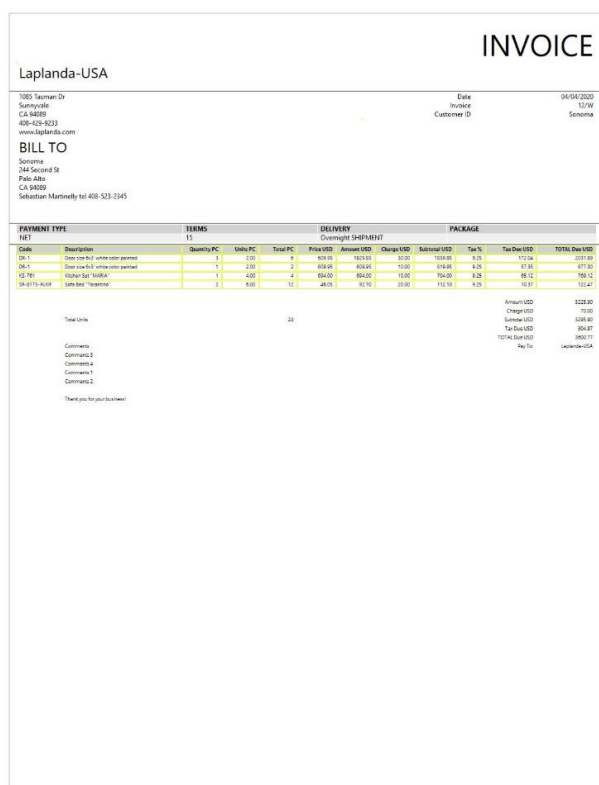 INVOICE
Laplanda-USA
1085 Tasman Dr
Sunnyvale
CA 94089
408-429-9233
www.laplanda.com
Date 04/04/2020
Invoice 12/W
Customer ID Sonoma
BILL TO
Sonoma
244 Second St
Palo Alto
CA 94089
Sebastian Martinelly tel 408-523-2345
PAYMENT TYPE TERMS DELIVERY PACKAGE
NET 15 Overnight SHIPMENT
Code Description Quantity PC Units PC Total PC Price USD Amount USD Charge USD Subtotal USD Tax % Tax Due USD TOTAL Due USD
DR-1 Door size 6x3' white color painted 3 2.00 6 609.95 1829.85 30.00 1859.85 9.25 172.04 2031.89
DR-1 Door size 6x3' white color painted 1 2.00 2 609.95 609.95 10.00 619.95 9.25 57.35 677.30
KS-761 Kitchen Set "MARIA" 1 4.00 4 694.00 694.00 10.00 704.00 9.25 65.12 769.12
Sofa Bed "Tarantino" 2 6.00 12 46.05 92.10 20.00 112.10 9.25 10.37 122.47
Amount USD 3225.90
Charge USD 70.00
Total Units 24 Subtotal USD 3295.90
Tax Due USD 304.87
TOTAL Due USD 3600.77
Comments Pay To: Laplanda-USA
Comments 3
Comments 4
Comments 1
Comments 2
Thank you for your business!